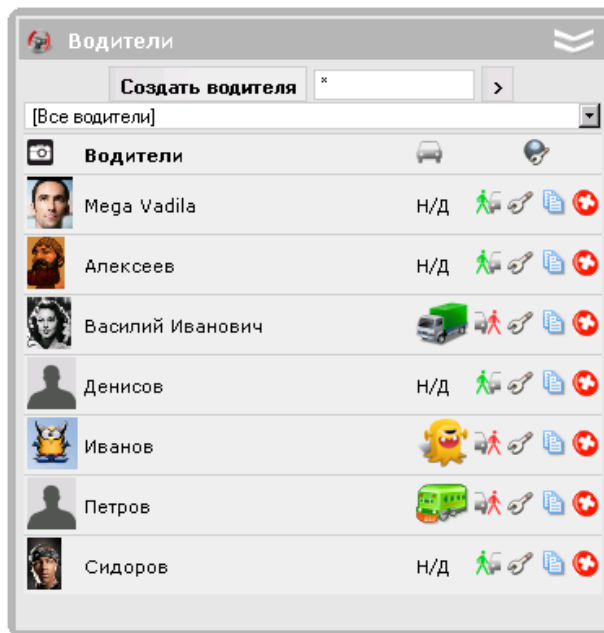 Водители
Создать водителя * >
[Все водители]
Водители
Mega Vadila Н/Д
Алексеев Н/Д
Василий Иванович
Денисов Н/Д
Иванов
Петров
Сидоров Н/Д